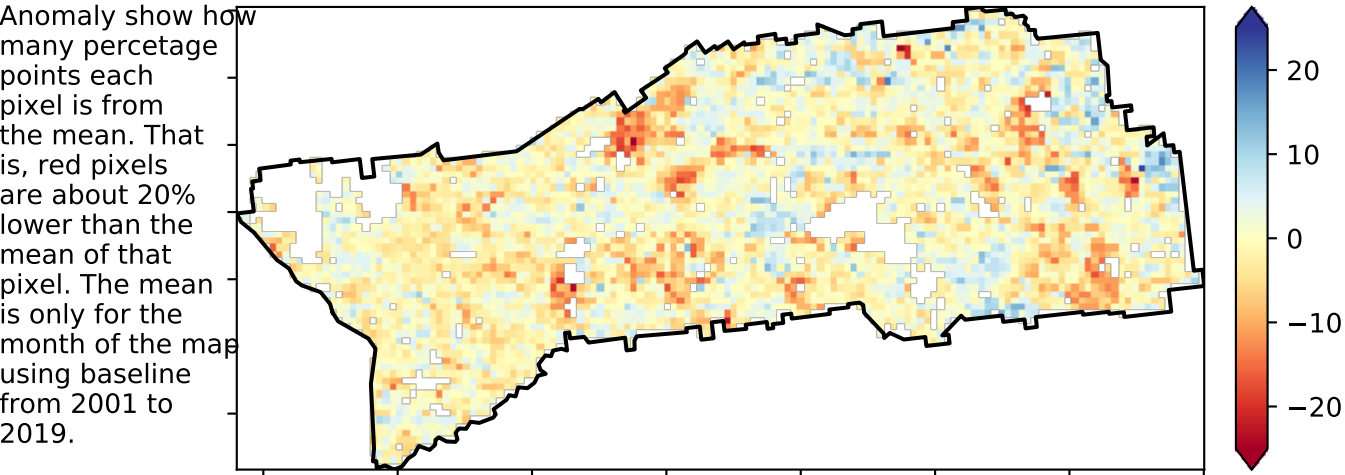 Anomaly show how
many percetage
points each
pixel is from
the mean. That
is, red pixels
are about 20%
lower than the
mean of that
pixel. The mean
is only for the
month of the map
using baseline
from 2001 to
2019.
20
10
0
−10
−20